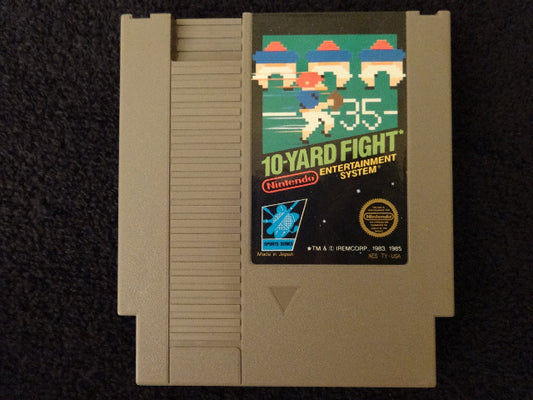 35
10-YARD FIGHT*
Nintendo®
ENTERTAINMENT
SYSTEM®
SPORTS SERIES
Made in Japan
*TM & © IREMCORP., 1983, 1985
Nintendo
NES-TY-USA